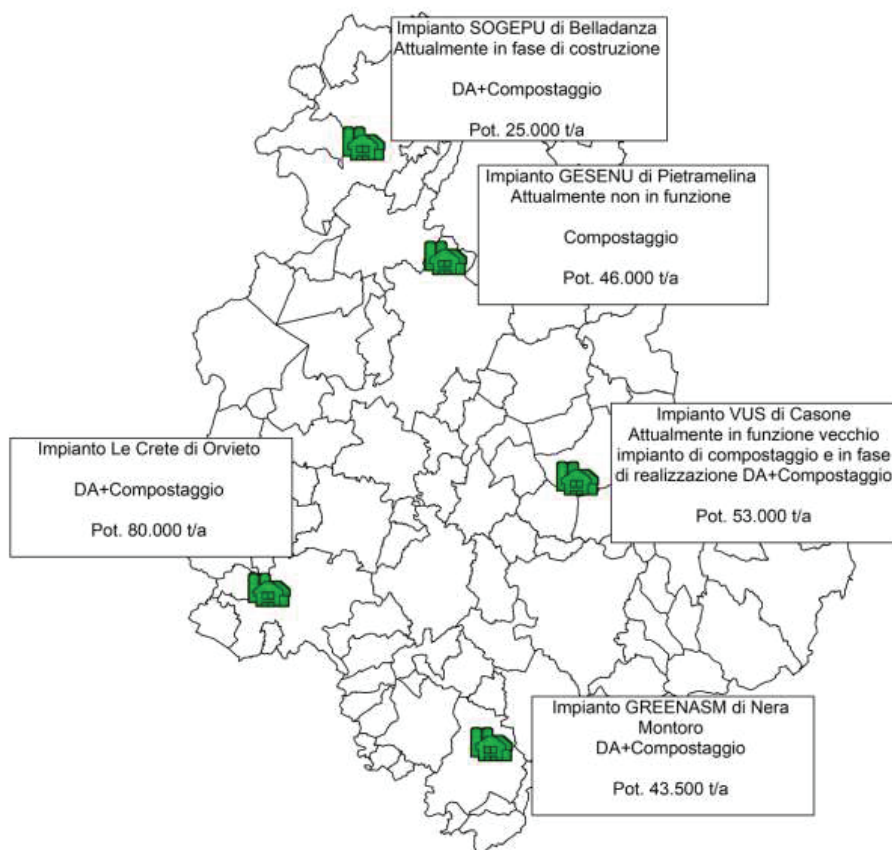 Impianto SOGEPU di Belladanza
Attualmente in fase di costruzione
DA+Compostaggio
Pot. 25.000 t/a
Impianto GESENU di Pietramelina
Attualmente non in funzione
Compostaggio
Pot. 46.000 t/a
Impianto VUS di Casone
Attualmente in funzione vecchio
impianto di compostaggio e in fase
di realizzazione DA+Compostaggio
Pot. 53.000 t/a
Impianto Le Crete di Orvieto
DA+Compostaggio
Pot. 80.000 t/a
Impianto GREENASM di Nera
Montoro
DA+Compostaggio
Pot. 43.500 t/a